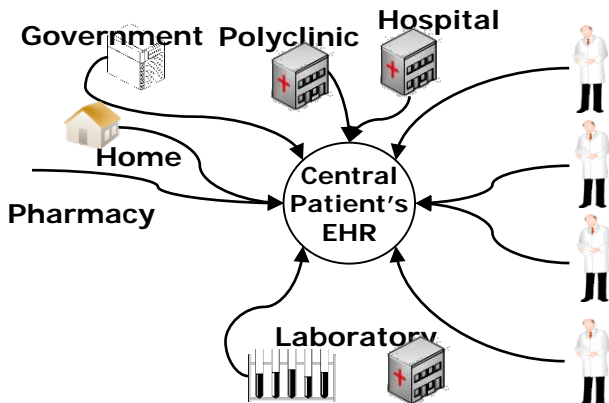 Hospital
Government
Polyclinic
Home
Central
Patient's
EHR
Pharmacy
Laboratory